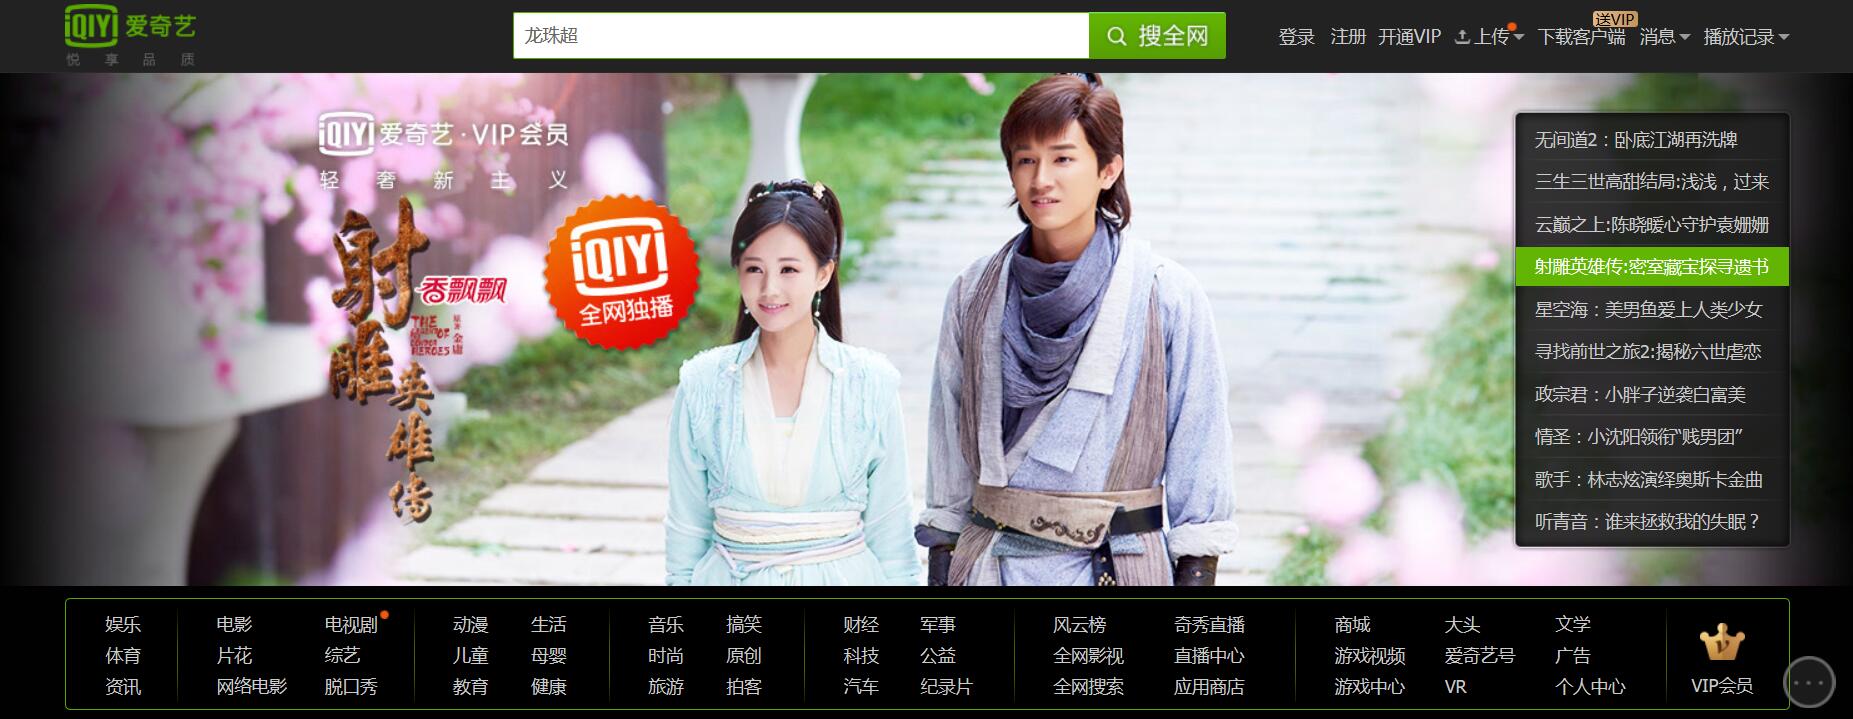 iQIYI 爱奇艺
悦享品质
龙珠超
搜全网
登录 注册 开通VIP 上传 下载客户端 送VIP 消息 播放记录
iQIYI 爱奇艺·VIP会员
轻奢新主义
射雕英雄传
香飘飘
THE
LEGEND OF
CONDOR
HEROES
原著 金庸
iQIYI
全网独播
无间道2：卧底江湖再洗牌
三生三世高甜结局:浅浅，过来
云巅之上:陈晓暖心守护袁姗姗
射雕英雄传:密室藏宝探寻遗书
星空海：美男鱼爱上人类少女
寻找前世之旅2:揭秘六世虐恋
政宗君：小胖子逆袭白富美
情圣：小沈阳领衔“贱男团”
歌手：林志炫演绎奥斯卡金曲
听青音：谁来拯救我的失眠？
娱乐 电影 电视剧 动漫 生活 音乐 搞笑 财经 军事 风云榜 奇秀直播 商城 大头 文学
体育 片花 综艺 儿童 母婴 时尚 原创 科技 公益 全网影视 直播中心 游戏视频 爱奇艺号 广告
资讯 网络电影 脱口秀 教育 健康 旅游 拍客 汽车 纪录片 全网搜索 应用商店 游戏中心 VR 个人中心 VIP会员